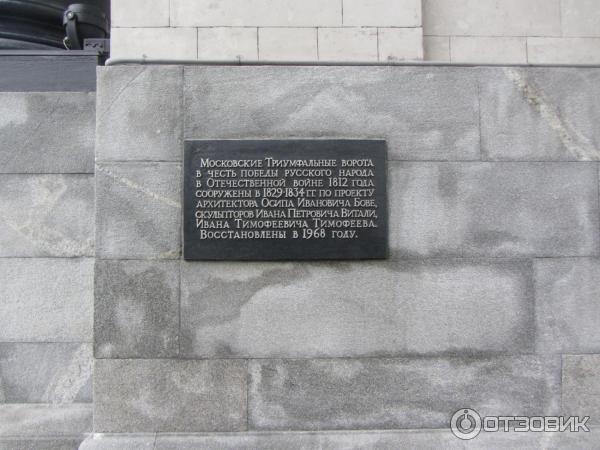 Московские Триумфальные ворота
в честь победы русского народа
в Отечественной войне 1812 года
сооружены в 1829-1834 гг. по проекту
архитектора Осипа Ивановича Бове,
скульпторов Ивана Петровича Витали,
Ивана Тимофеевича Тимофеева.
Восстановлены в 1968 году.
ОТЗОВИК